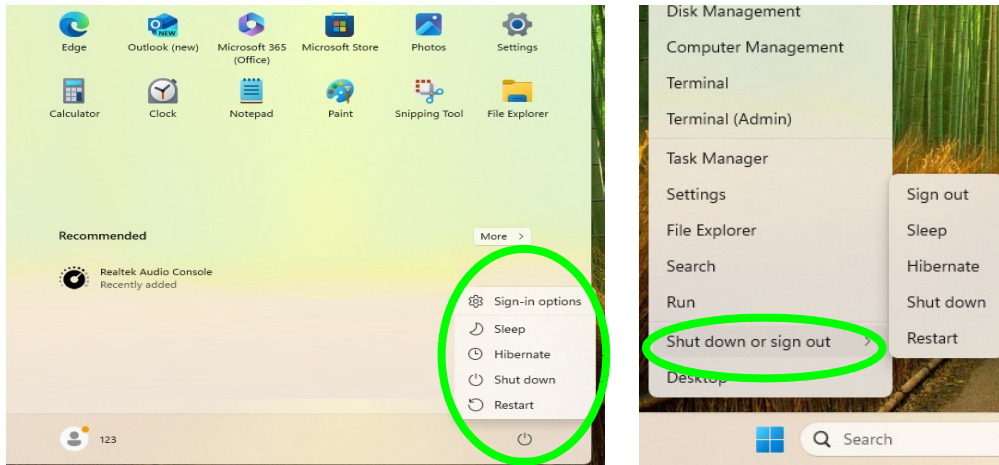 Edge
Outlook (new)
Microsoft 365
(Office)
Microsoft Store
Photos
Settings
NEW
Calculator
Clock
Notepad
Paint
Snipping Tool
File Explorer
Recommended
More >
Realtek Audio Console
Recently added
Sign-in options
Sleep
Hibernate
Shut down
Restart
123
Disk Management
Computer Management
Terminal
Terminal (Admin)
Task Manager
Settings
File Explorer
Search
Run
Shut down or sign out >
Desktop
Sign out
Sleep
Hibernate
Shut down
Restart
Search